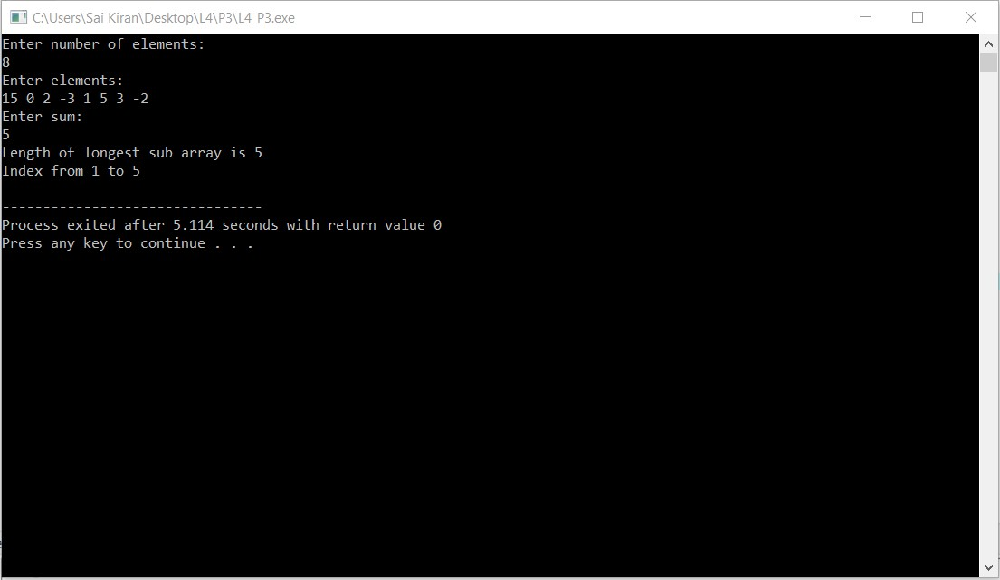 C:\Users\Sai Kiran\Desktop\L4\P3\L4_P3.exe
Enter number of elements:
8
Enter elements:
15 0 2 -3 1 5 3 -2
Enter sum:
5
Length of longest sub array is 5
Index from 1 to 5
--------------------------------
Process exited after 5.114 seconds with return value 0
Press any key to continue . . .